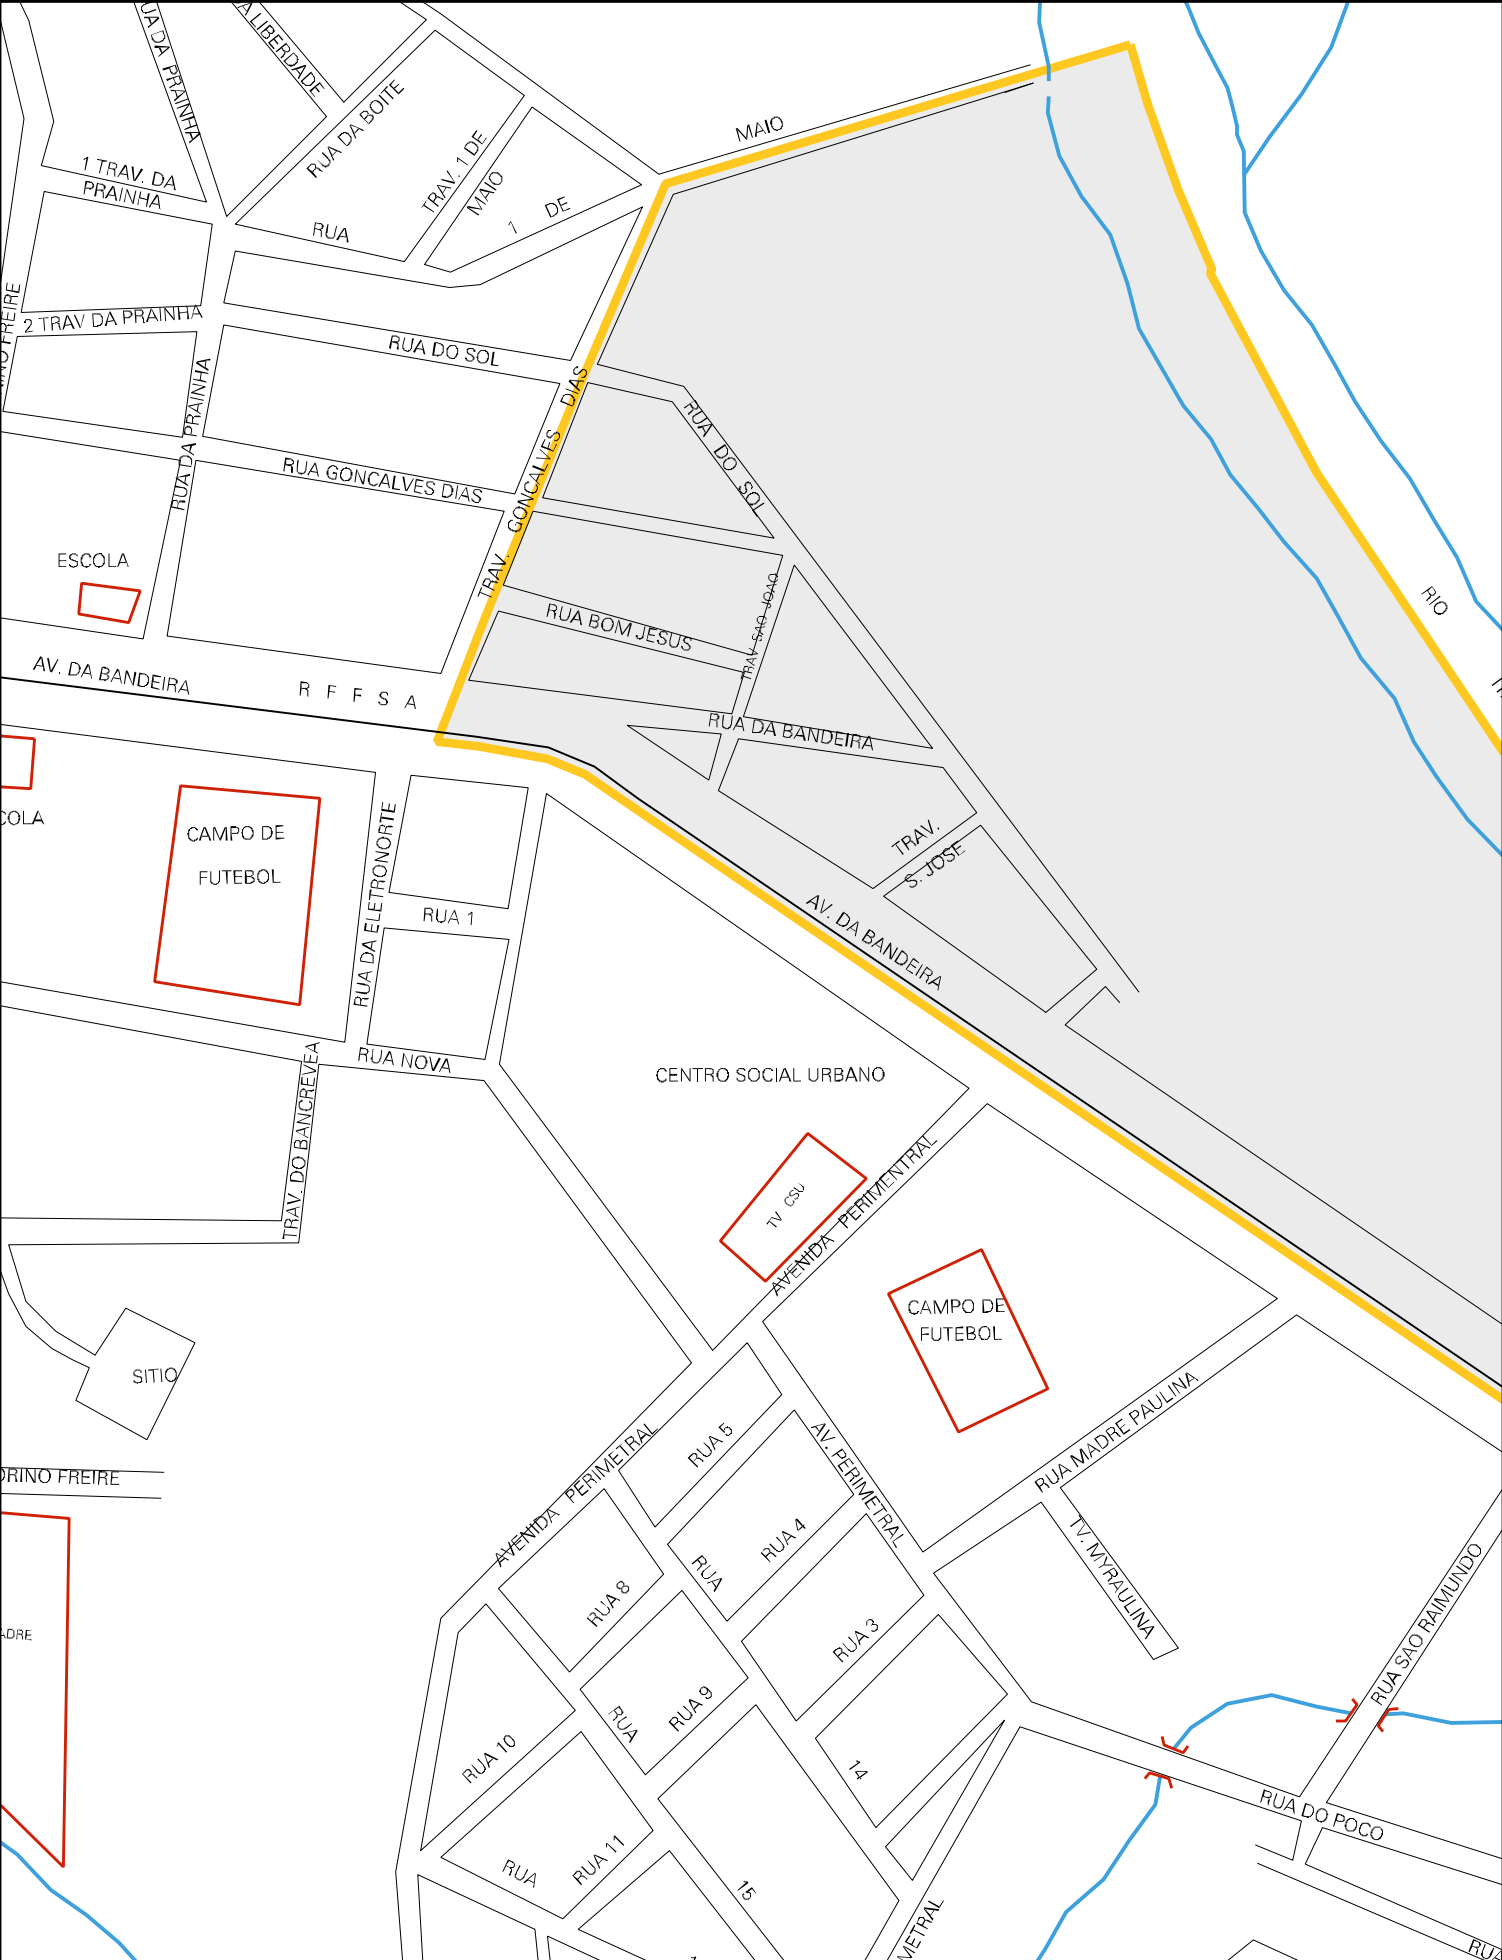 RUA DA PRAINHA
A LIBERDADE
RUA DA BOITE
MAIO
1 TRAV. DA
PRAINHA
TRAV. 1 DE
MAIO
RUA
1 DE
2 TRAV DA PRAINHA
FREIRE
RUA DO SOL
RUA DA PRAINHA
RUA GONCALVES DIAS
TRAV. GONCALVES DIAS
RUA DO SOL
ESCOLA
TRAV SAO JOAO
RUA BOM JESUS
RIO
AV. DA BANDEIRA
R F F S A
RUA DA BANDEIRA
COLA
CAMPO DE
FUTEBOL
RUA DA ELETRONORTE
TRAV.
S. JOSE
RUA 1
AV. DA BANDEIRA
RUA NOVA
TRAV. DO BANCREVEA
CENTRO SOCIAL URBANO
TV CSU
AVENIDA PERIMENTRAL
CAMPO DE
FUTEBOL
SITIO
RUA MADRE PAULINA
ORINO FREIRE
AVENIDA PERIMETRAL
RUA 5
AV. PERIMETRAL
RUA 4
RUA
TV. MYRAULINA
RUA 8
RUA 3
RUA SAO RAIMUNDO
ADRE
RUA 9
RUA
RUA 10
14
RUA DO POCO
RUA 11
RUA
15
METRAL
RUA